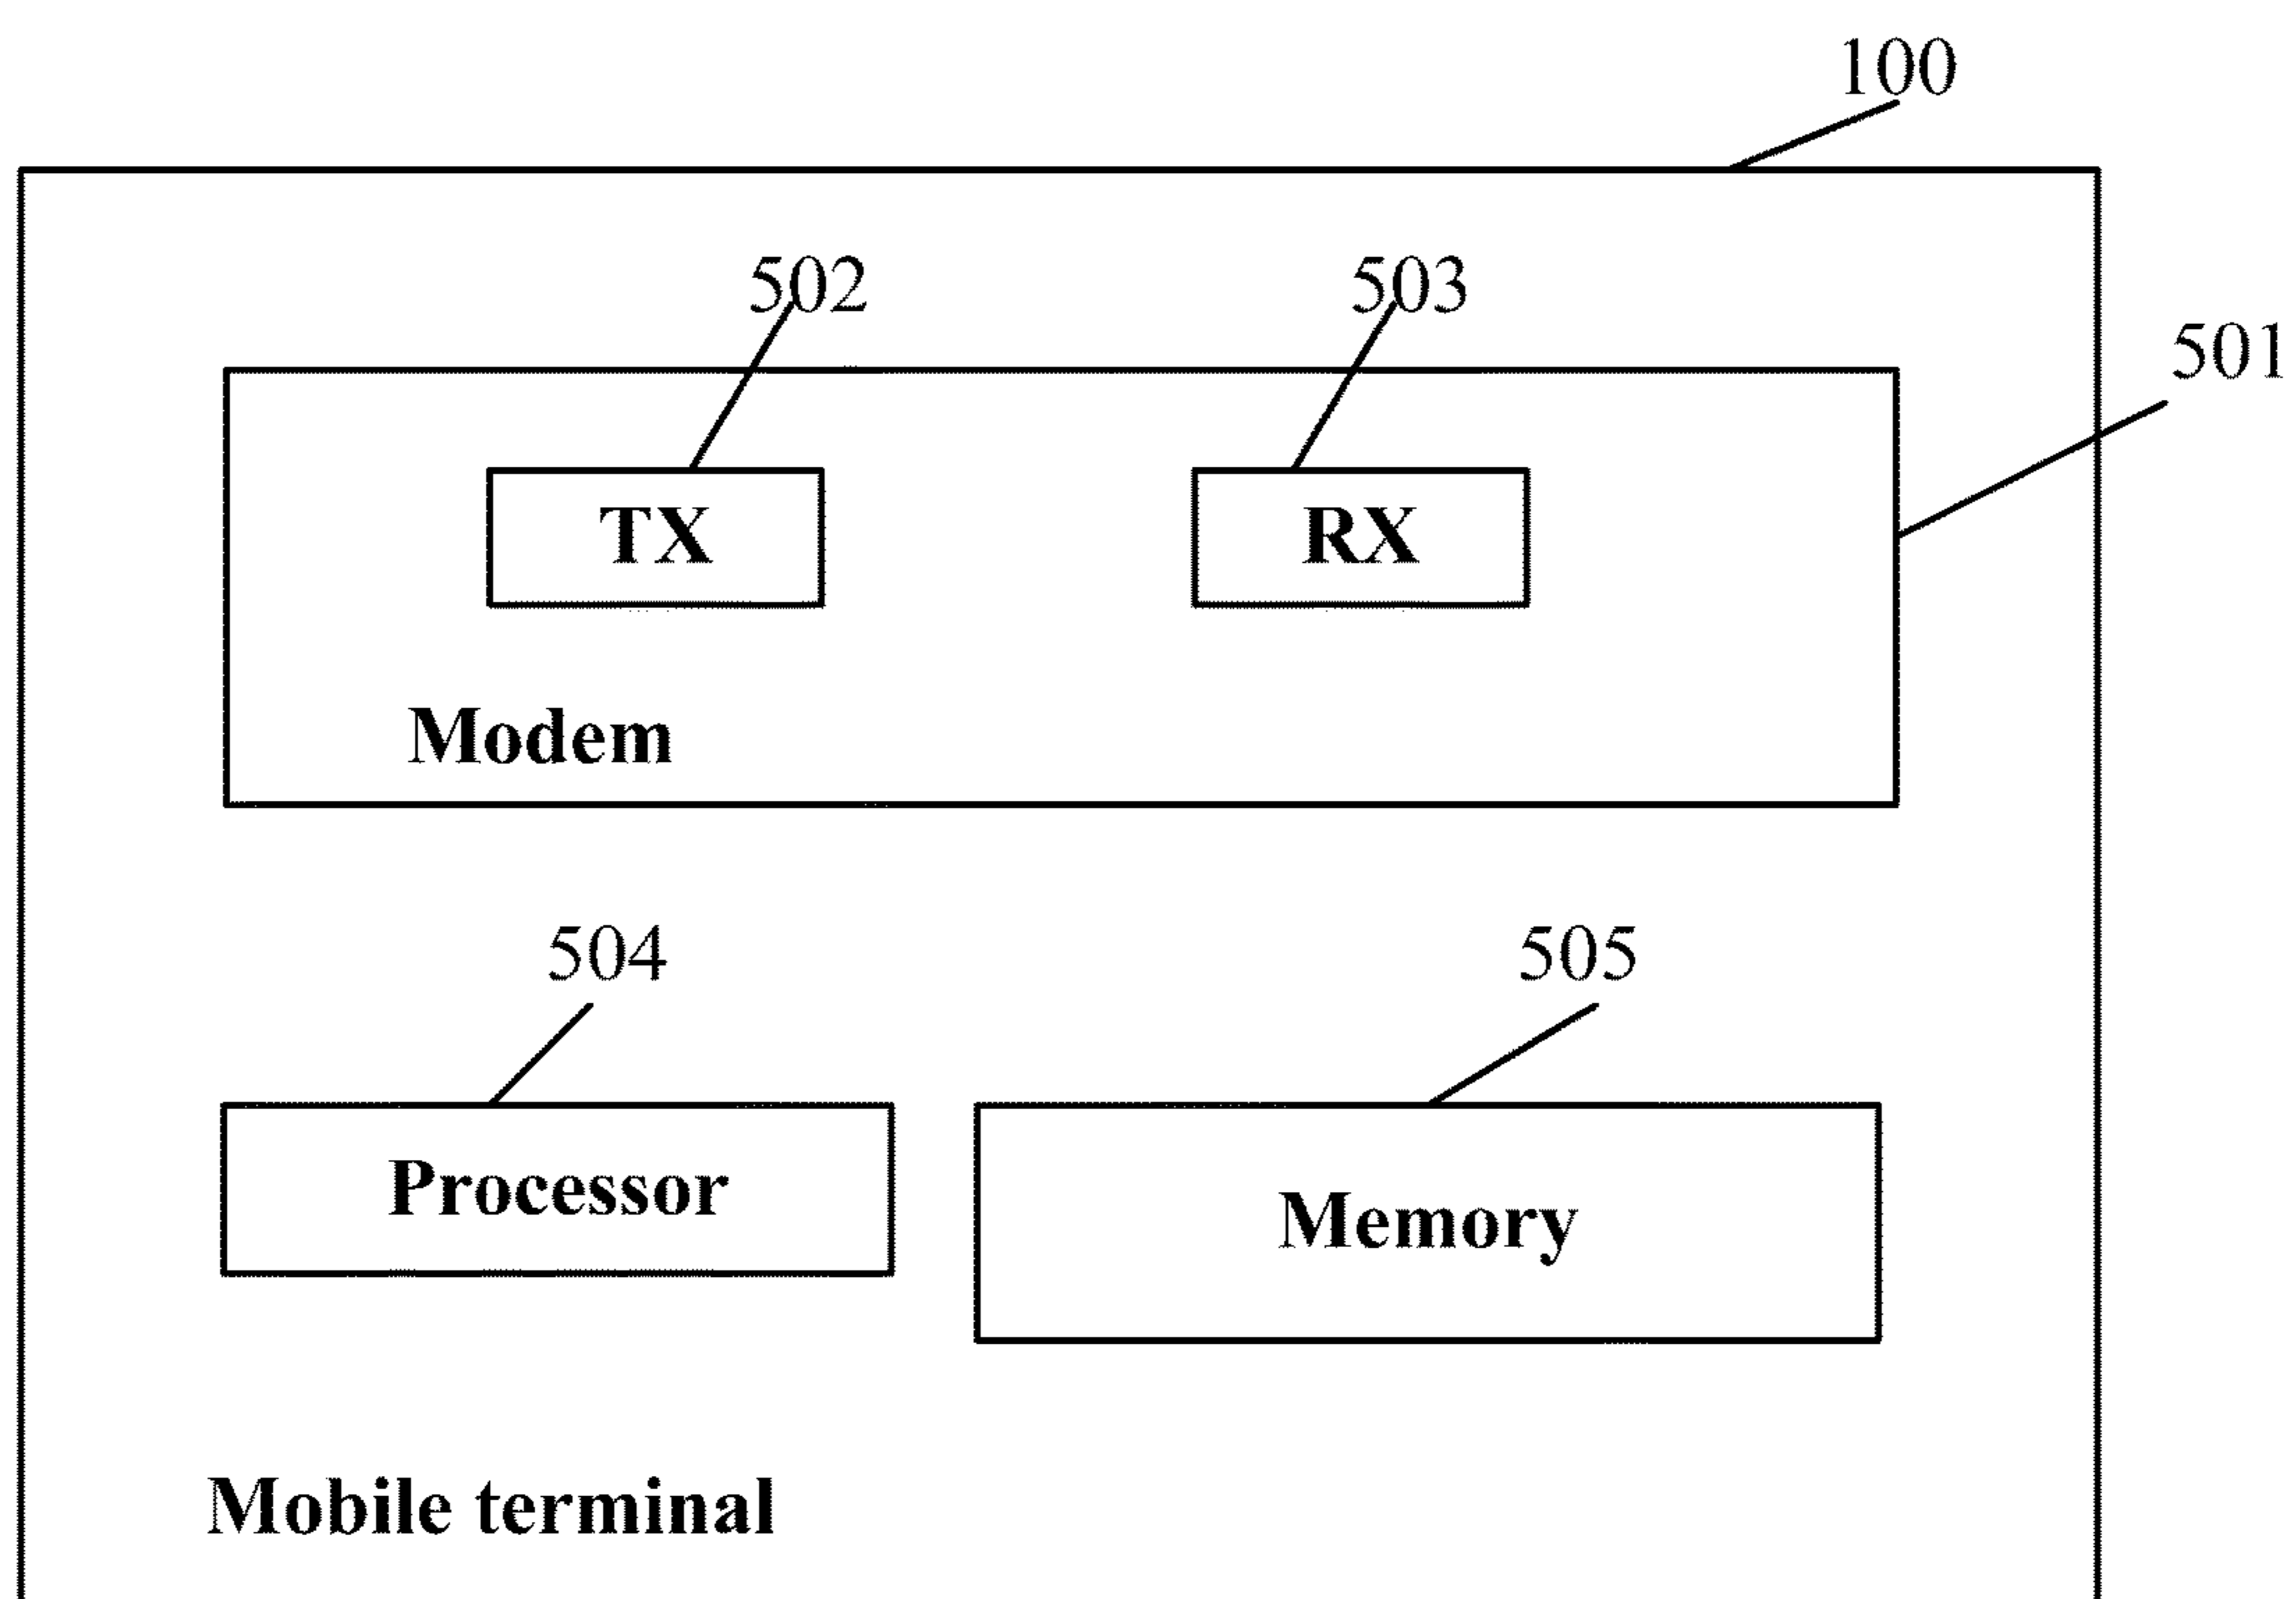 100
502
503
501
TX
RX
Modem
504
505
Processor
Memory
Mobile terminal